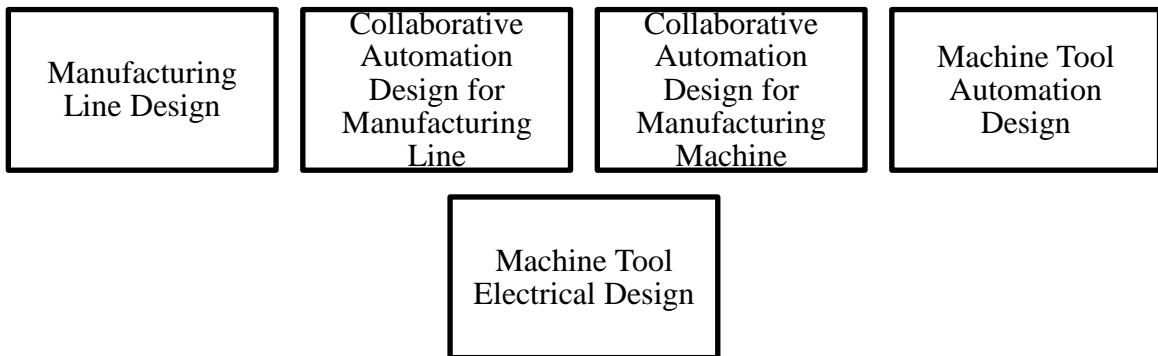 Manufacturing
Line Design
Collaborative
Automation
Design for
Manufacturing
Line
Collaborative
Automation
Design for
Manufacturing
Machine
Machine Tool
Automation
Design
Machine Tool
Electrical Design